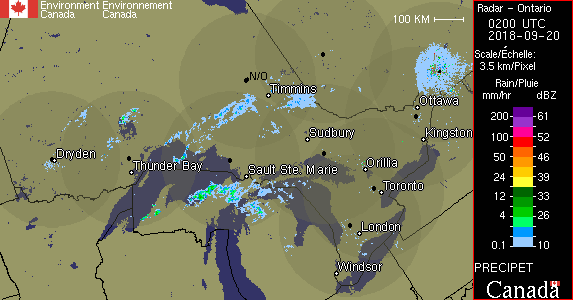 Environment Environnement
Canada Canada
100 KM
N/O
Timmins
Ottawa
Sudbury
Kingston
Dryden
Thunder Bay
Sault Ste. Marie
Orillia
Toronto
London
Windsor
Radar - Ontario
0200 UTC
2018-09-20
Scale/Échelle:
3.5 km/Pixel
Rain/Pluie
mm/hr dBZ
200 61
100 52
50 46
24 39
12 33
4 26
0.1 10
PRECIPET
Canada